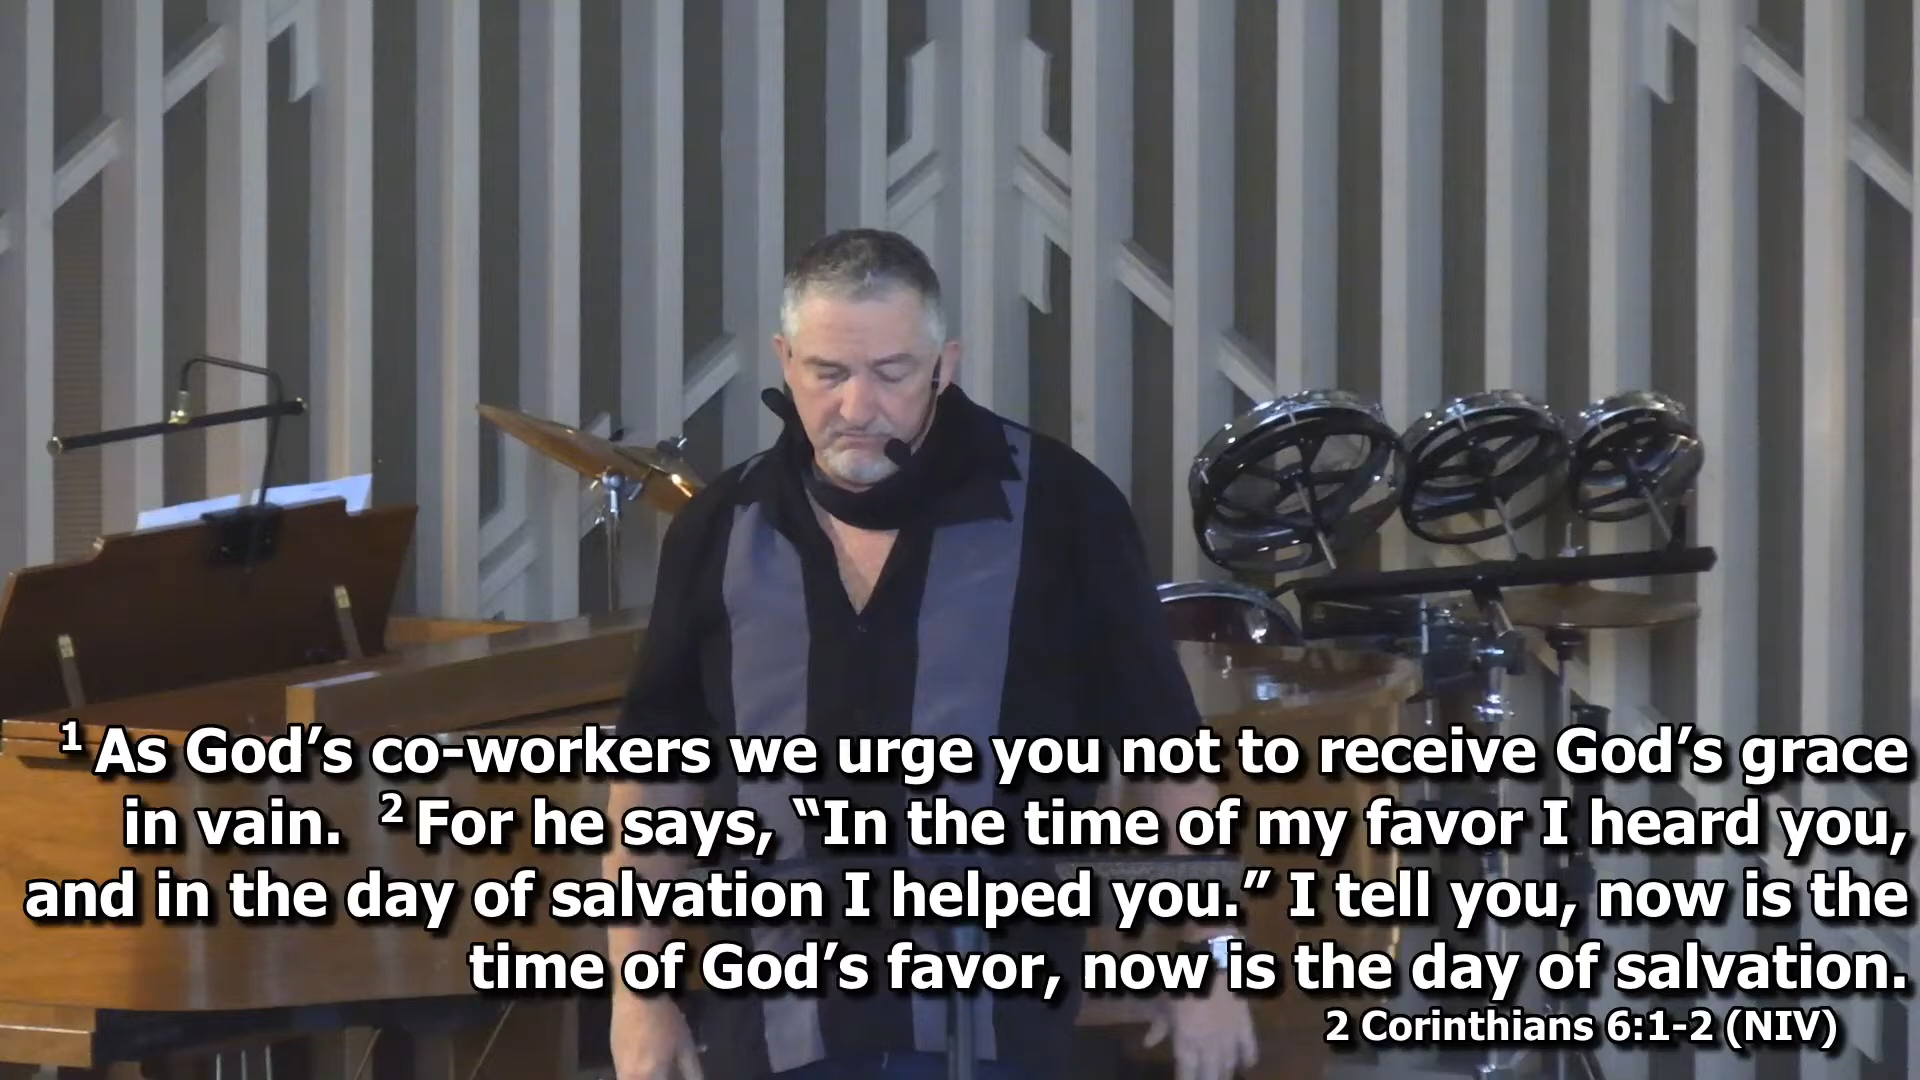 ¹ As God’s co-workers we urge you not to receive God’s grace
in vain. ² For he says, “In the time of my favor I heard you,
and in the day of salvation I helped you.” I tell you, now is the
time of God’s favor, now is the day of salvation.
2 Corinthians 6:1-2 (NIV)